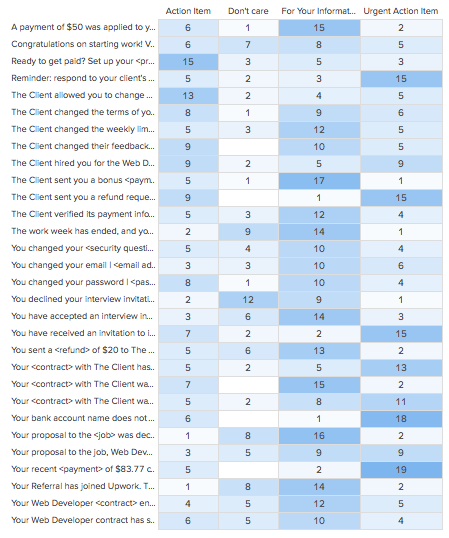 Action Item Don't care For Your Informat... Urgent Action Item
A payment of $50 was applied to y... 6 1 15 2
Congratulations on starting work! V... 6 7 8 5
Ready to get paid? Set up your <pr... 15 3 5 3
Reminder: respond to your client's ... 5 2 3 15
The Client allowed you to change ... 13 2 4 5
The Client changed the terms of yo.. 8 1 9 6
The Client changed the weekly lim... 5 3 12 5
The Client changed their feedback... 9 10 5
The Client hired you for the Web D... 9 2 5 9
The Client sent you a bonus <paym.. 5 1 17 1
The Client sent you a refund reque... 9 1 15
The Client verified its payment info... 5 3 12 4
The work week has ended, and yo... 2 9 14 1
You changed your <security questi... 5 4 10 4
You changed your email I <email ad.. 3 3 10 6
You changed your password I <pas... 8 1 10 4
You declined your interview invitati... 2 12 9 1
You have accepted an interview in... 3 6 14 3
You have received an invitation to i... 7 2 2 15
You sent a <refund> of $20 to The ... 5 6 13 2
Your <contract> with The Client has.. 5 2 5 13
Your <contract> with The Client wa... 7 15 2
Your <contract> with The Client wa.. 5 2 8 11
Your bank account name does not... 6 1 18
Your proposal to the <job> was dec... 1 8 16 2
Your proposal to the job, Web Dev... 3 5 9 9
Your recent <payment> of $83.77 c.. 5 2 19
Your Referral has joined Upwork. T... 1 8 14 2
Your Web Developer <contract> en... 4 5 12 5
Your Web Developer contract has s.. 6 5 10 4